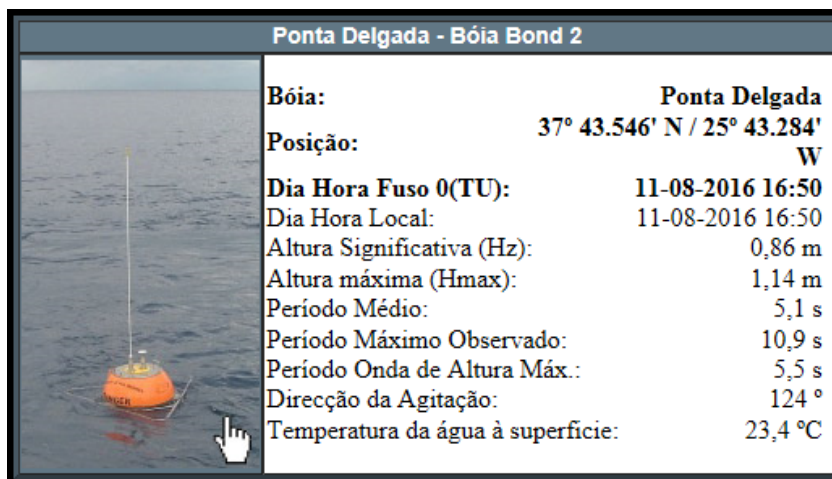 Ponta Delgada - Bóia Bond 2
Bóia: Ponta Delgada
Posição: 37º 43.546' N / 25º 43.284'
W
Dia Hora Fuso 0(TU): 11-08-2016 16:50
Dia Hora Local: 11-08-2016 16:50
Altura Significativa (Hz): 0,86 m
Altura máxima (Hmax): 1,14 m
Período Médio: 5,1 s
Período Máximo Observado: 10,9 s
Período Onda de Altura Máx.: 5,5 s
Direcção da Agitação: 124 º
Temperatura da água à superfície: 23,4 ºC